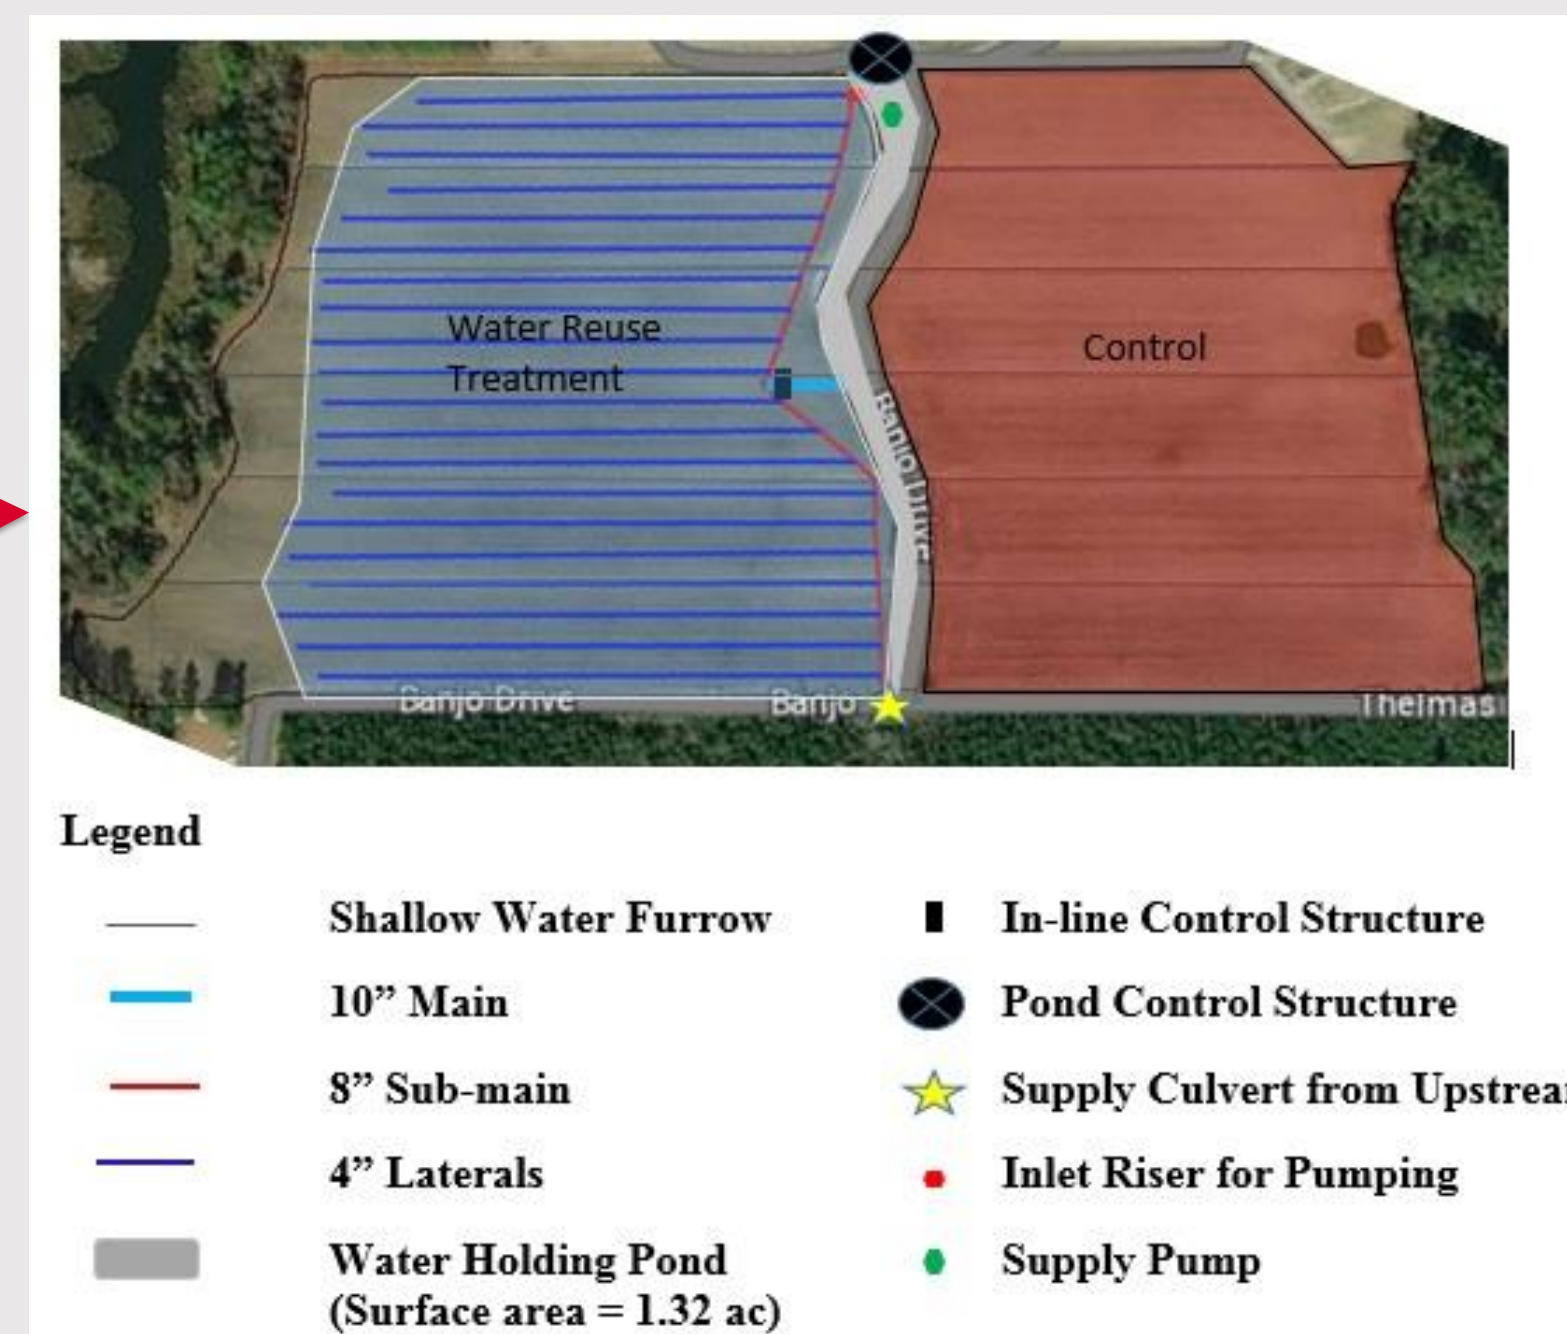 Water Reuse
Treatment
Control
Banjo Drive
Banjo Drive
Banjo
Thelmas
Legend
Shallow Water Furrow
10” Main
8” Sub-main
4” Laterals
Water Holding Pond
(Surface area = 1.32 ac)
In-line Control Structure
Pond Control Structure
Supply Culvert from Upstrea
Inlet Riser for Pumping
Supply Pump